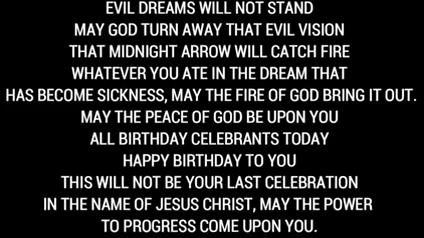 EVIL DREAMS WILL NOT STAND
MAY GOD TURN AWAY THAT EVIL VISION
THAT MIDNIGHT ARROW WILL CATCH FIRE
WHATEVER YOU ATE IN THE DREAM THAT
HAS BECOME SICKNESS, MAY THE FIRE OF GOD BRING IT OUT.
MAY THE PEACE OF GOD BE UPON YOU
ALL BIRTHDAY CELEBRANTS TODAY
HAPPY BIRTHDAY TO YOU
THIS WILL NOT BE YOUR LAST CELEBRATION
IN THE NAME OF JESUS CHRIST, MAY THE POWER
TO PROGRESS COME UPON YOU.